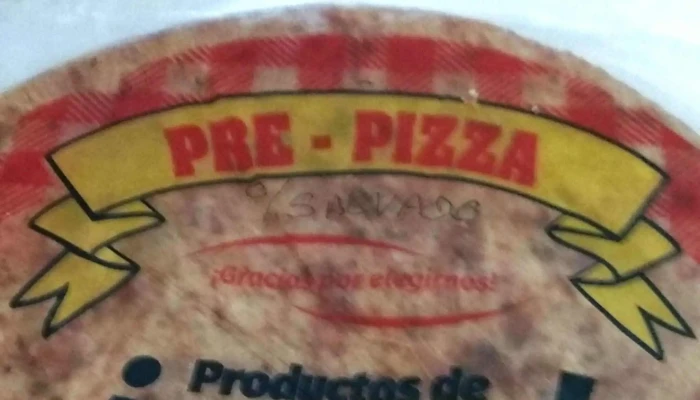 PRE - PIZZA
c/SALVADO
¡Gracias por elegirnos!
Productos de